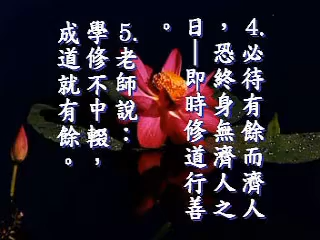 4.必待有餘而濟人
，恐終身無濟人之
日—即時修道行善
。
5.老師說：
學修不中輟，
成道就有餘。